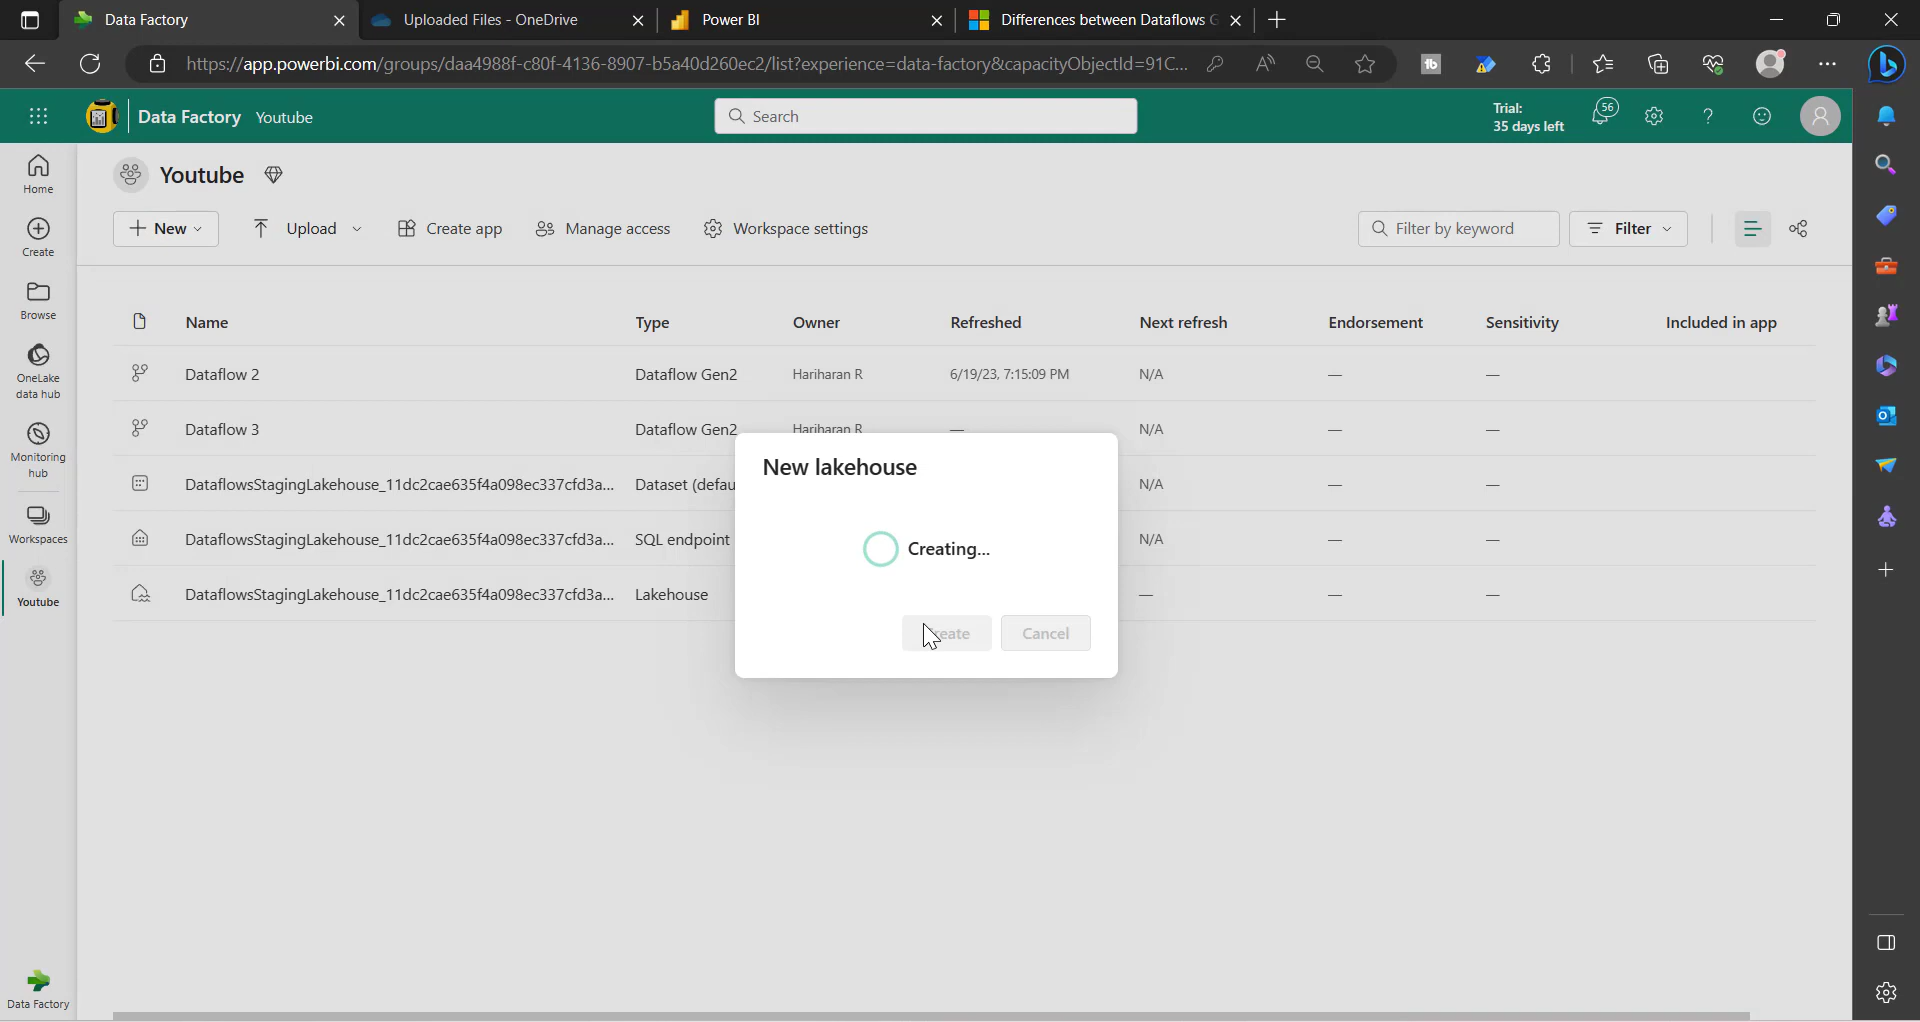 Data Factory
Uploaded Files - OneDrive
Power BI
Differences between Dataflows G
https://app.powerbi.com/groups/daa4988f-c80f-4136-8907-b5a40d260ec2/list?experience=data-factory&capacityObjectId=91C...
Data Factory Youtube
Search
Trial:
35 days left
56
Home
Create
Browse
OneLake
data hub
Monitoring
hub
Workspaces
Youtube
Data Factory
Youtube
New
Upload
Create app
Manage access
Workspace settings
Filter by keyword
Filter
Name Type Owner Refreshed Next refresh Endorsement Sensitivity Included in app
Dataflow 2 Dataflow Gen2 Hariharan R 6/19/23, 7:15:09 PM N/A — —
Dataflow 3 Dataflow Gen2 Hariharan R — N/A — —
DataflowsStagingLakehouse_11dc2cae635f4a098ec337cfd3a... Dataset (defau N/A — —
DataflowsStagingLakehouse_11dc2cae635f4a098ec337cfd3a... SQL endpoint N/A — —
DataflowsStagingLakehouse_11dc2cae635f4a098ec337cfd3a... Lakehouse — — —
New lakehouse
Creating...
Create
Cancel